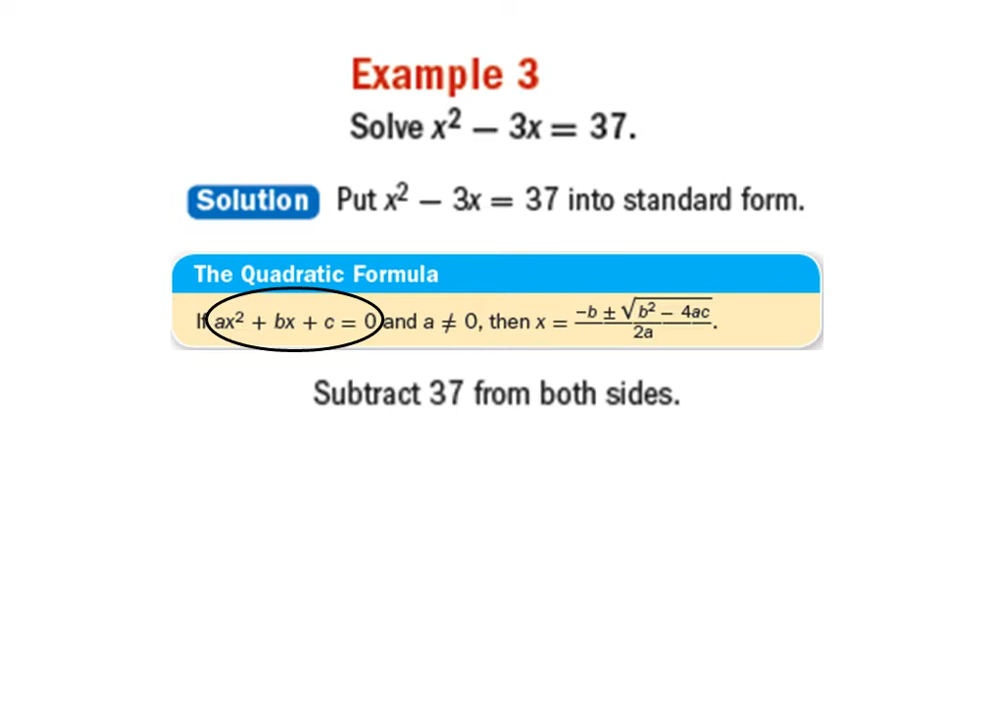 Example 3
Solve x² − 3x = 37.
Solution Put x² − 3x = 37 into standard form.
The Quadratic Formula
If ax² + bx + c = 0 and a ≠ 0, then x = (−b ± √(b² − 4ac))/(2a).
Subtract 37 from both sides.